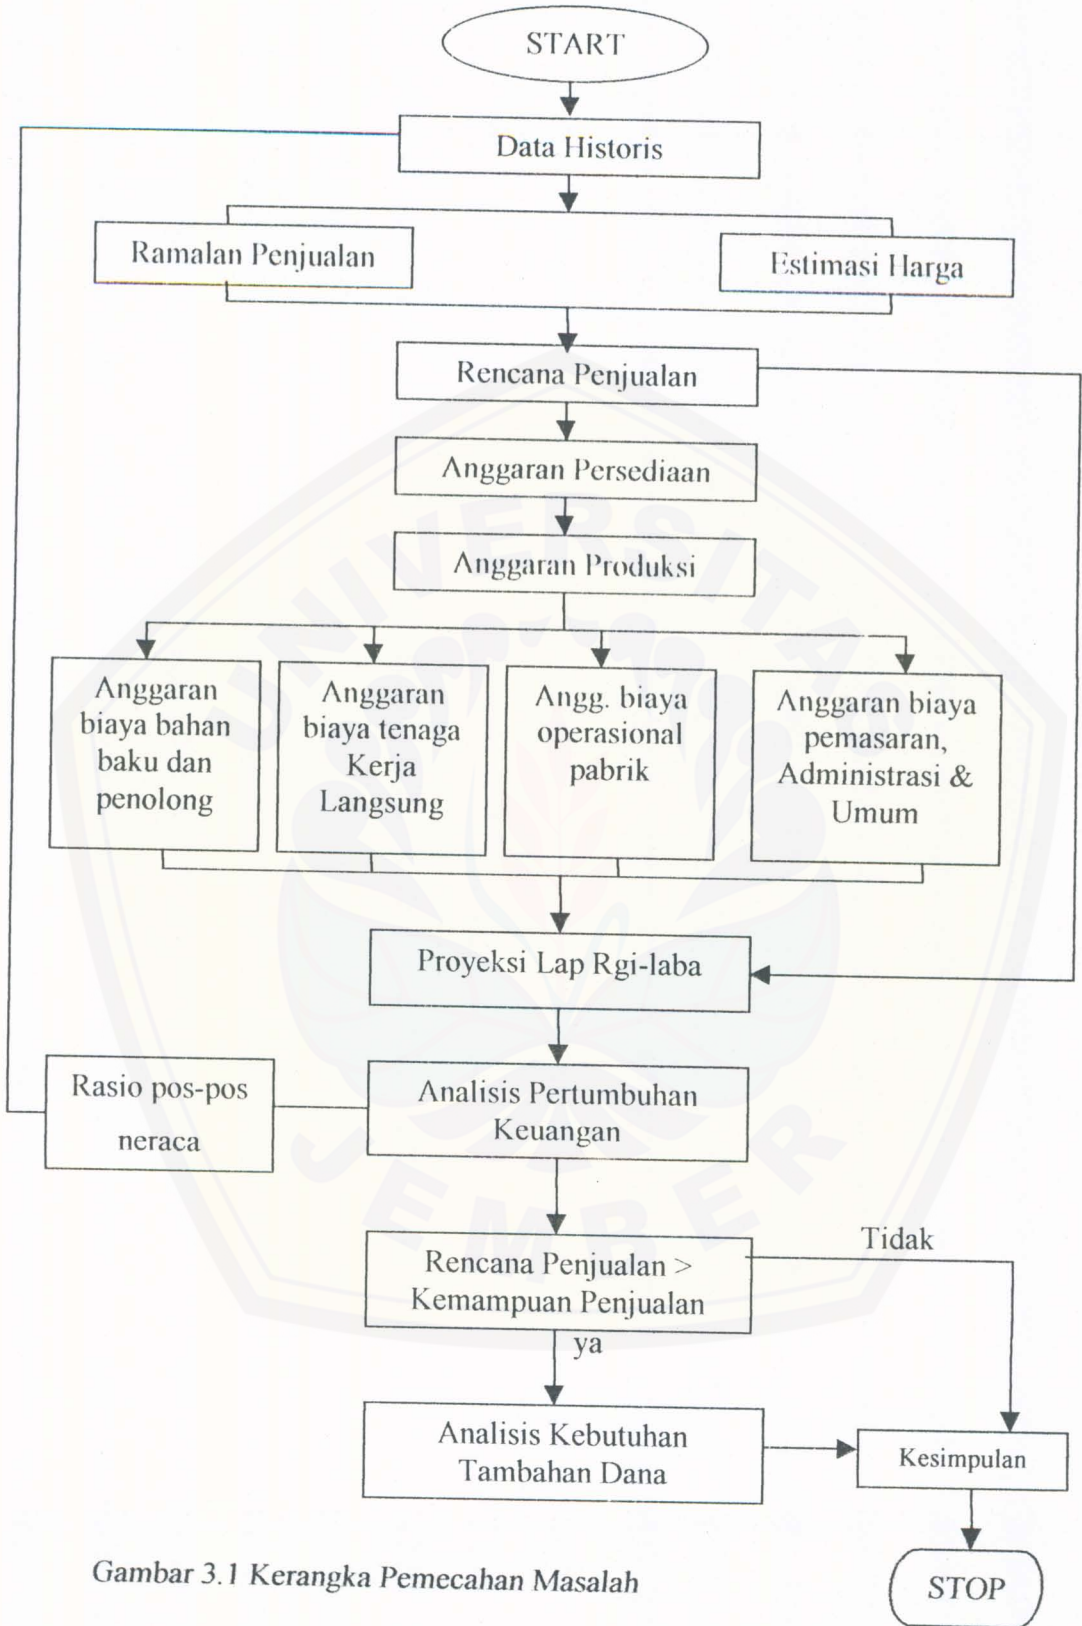 START
Data Historis
Ramalan Penjualan
Estimasi Harga
Rencana Penjualan
Anggaran Persediaan
Anggaran Produksi
Anggaran
biaya bahan
baku dan
penolong
Anggaran
biaya tenaga
Kerja
Langsung
Angg. biaya
operasional
pabrik
Anggaran biaya
pemasaran,
Administrasi &
Umum
Proyeksi Lap Rgi-laba
Rasio pos-pos
neraca
Analisis Pertumbuhan
Keuangan
Rencana Penjualan >
Kemampuan Penjualan
Tidak
ya
Analisis Kebutuhan
Tambahan Dana
Kesimpulan
STOP
Gambar 3.1 Kerangka Pemecahan Masalah
UNIVERSITAS
JEMBER